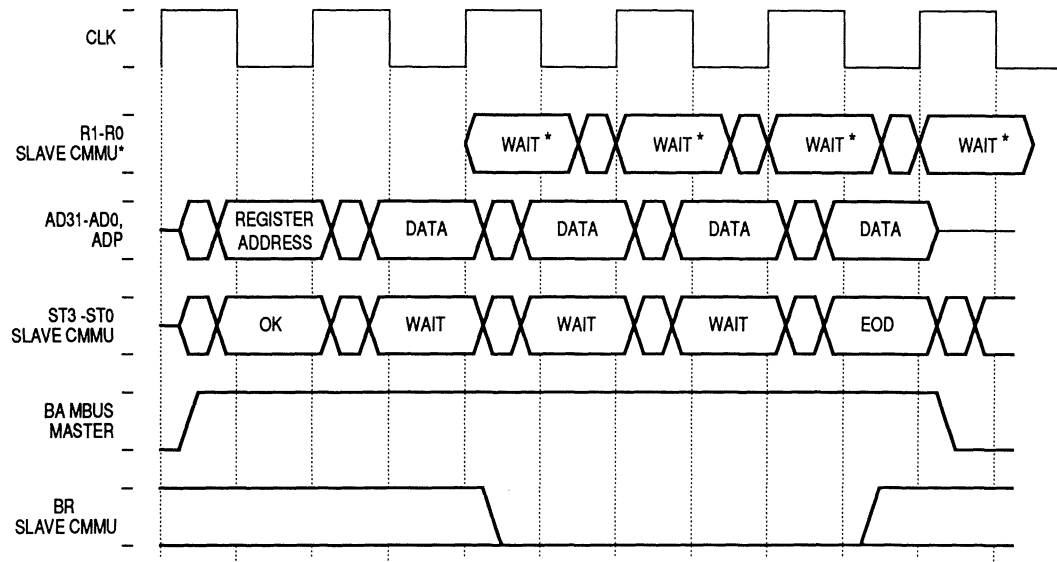 CLK
R1-R0
SLAVE CMMU*
WAIT * WAIT * WAIT * WAIT *
AD31-AD0,
ADP
REGISTER
ADDRESS
DATA DATA DATA DATA
ST3 -ST0
SLAVE CMMU
OK WAIT WAIT WAIT EOD
BA MBUS
MASTER
BR
SLAVE CMMU